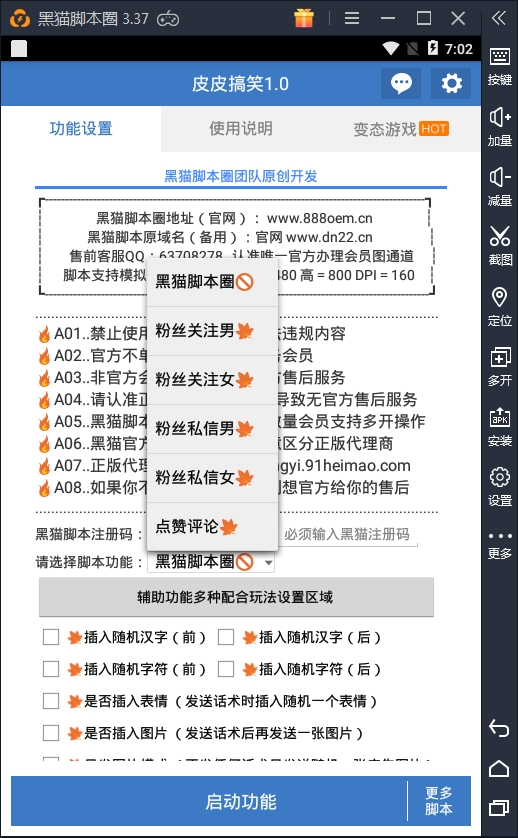 黑猫脚本圈 3.37
7:02
皮皮搞笑1.0
功能设置
使用说明
变态游戏 HOT
黑猫脚本圈团队原创开发
黑猫脚本圈地址（官网）：www.888oem.cn
黑猫脚本原域名（备用）：官网 www.dn22.cn
售前客服QQ：63708278 认准唯一官方办理会员图通道
脚本支持模拟 480 高 = 800 DPI = 160
A01..禁止使用 法违规内容
A02..官方不单 会员
A03..非官方会 方售后服务
A04..请认准正 导致无官方售后服务
A05..黑猫脚本 量会员支持多开操作
A06..黑猫官方 区分正版代理商
A07..正版代理 ngyi.91heimao.com
A08..如果你不 想官方给你的售后
黑猫脚本圈
粉丝关注男
粉丝关注女
粉丝私信男
粉丝私信女
点赞评论
黑猫脚本注册码： 必须输入黑猫注册码
请选择脚本功能： 黑猫脚本圈
辅助功能多种配合玩法设置区域
插入随机汉字（前） 插入随机汉字（后）
插入随机字符（前） 插入随机字符（后）
是否插入表情（发送话术时插入随机一个表情）
是否插入图片（发送话术后再发送一张图片）
启动功能
更多
脚本
按键
加量
减量
截图
定位
多开
APK
安装
设置
更多